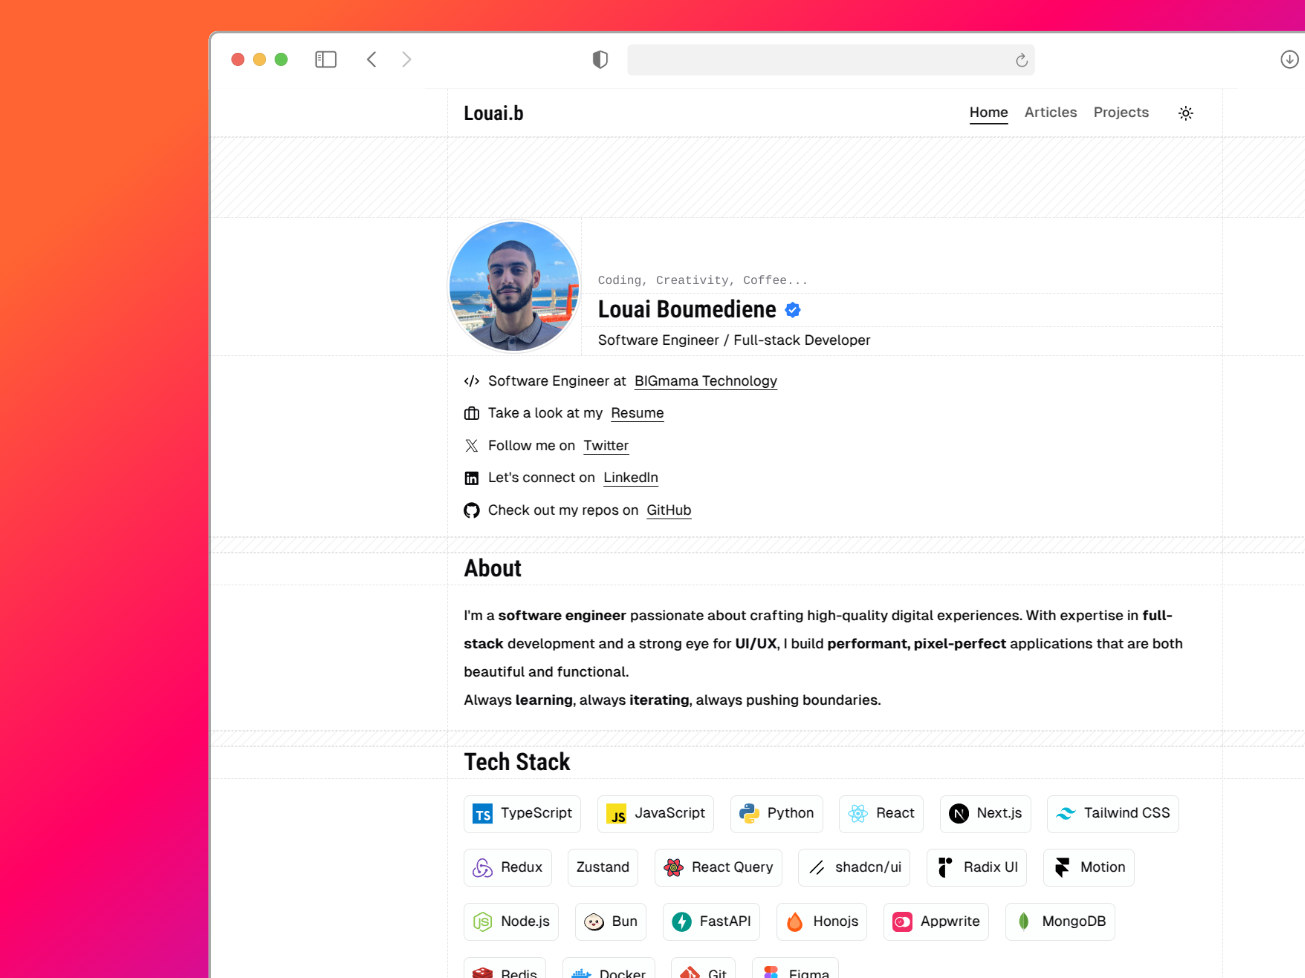 Louai.b
Home Articles Projects
Coding, Creativity, Coffee...
Louai Boumediene
Software Engineer / Full-stack Developer
Software Engineer at BIGmama Technology
Take a look at my Resume
Follow me on Twitter
Let's connect on LinkedIn
Check out my repos on GitHub
About
I'm a software engineer passionate about crafting high-quality digital experiences. With expertise in full-
stack development and a strong eye for UI/UX, I build performant, pixel-perfect applications that are both
beautiful and functional.
Always learning, always iterating, always pushing boundaries.
Tech Stack
TS TypeScript JS JavaScript Python React N Next.js Tailwind CSS
Redux Zustand React Query shadcn/ui Radix UI Motion
JS Node.js Bun FastAPI Honojs Appwrite MongoDB
Redis Docker Git Figma